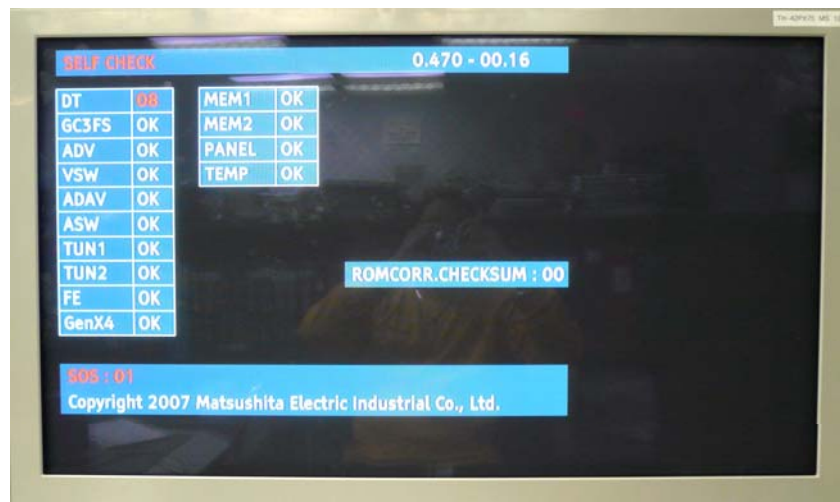 SELF CHECK 0.470 - 00.16
DT 08
GC3FS OK
ADV OK
VSW OK
ADAV OK
ASW OK
TUN1 OK
TUN2 OK
FE OK
GenX4 OK
MEM1 OK
MEM2 OK
PANEL OK
TEMP OK
ROMCORR.CHECKSUM : 00
SOS : 01
Copyright 2007 Matsushita Electric Industrial Co., Ltd.